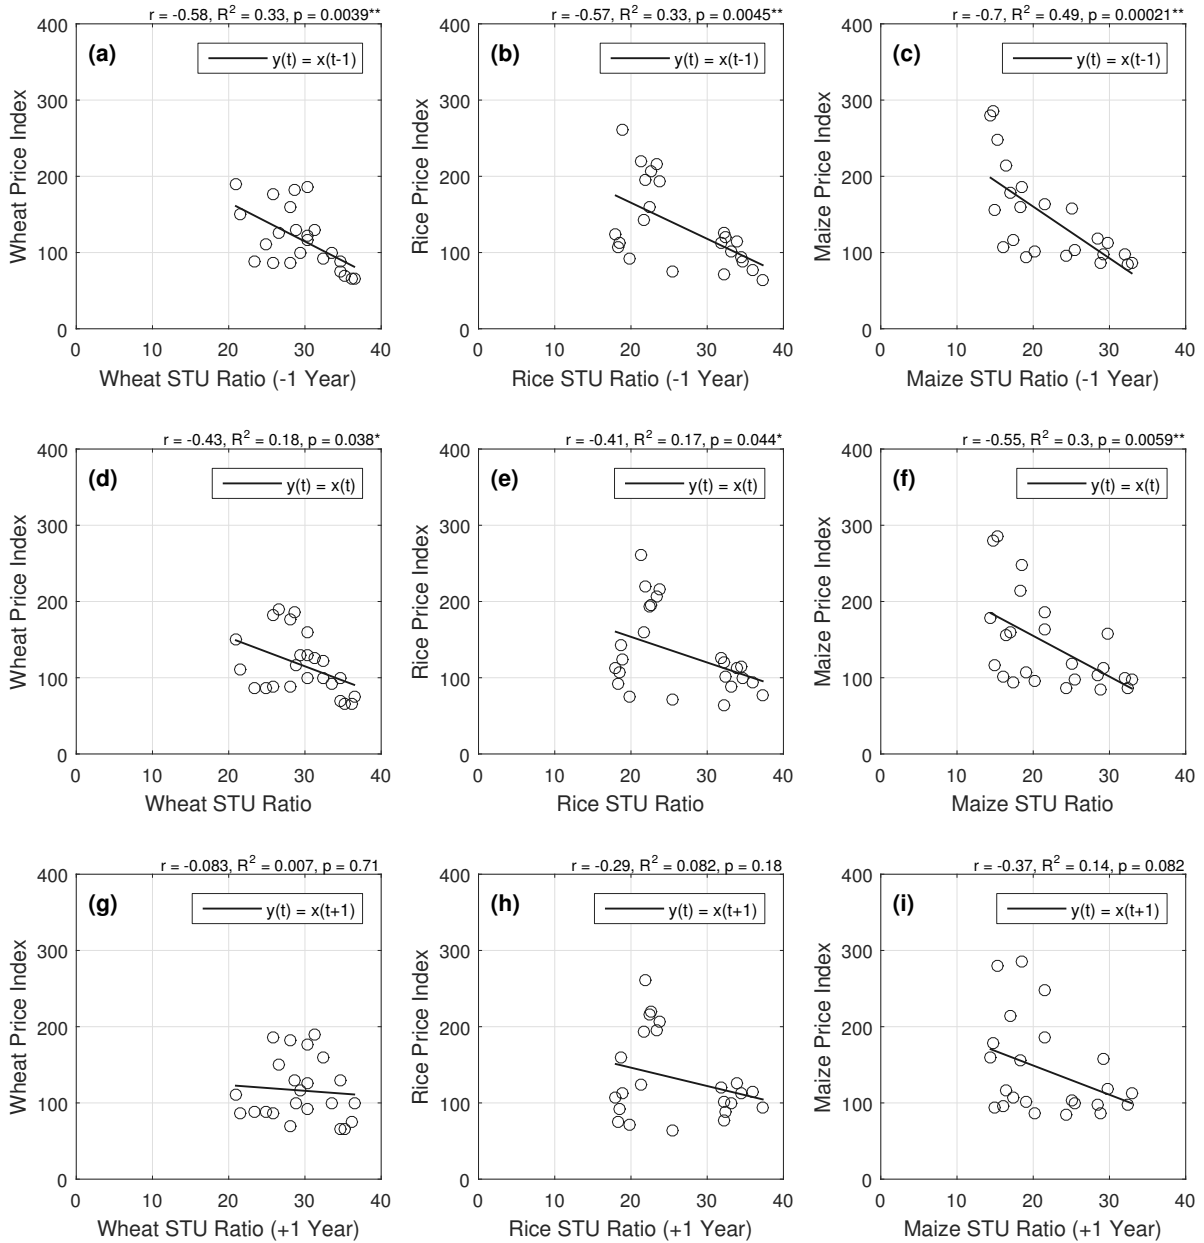 r = -0.58, R² = 0.33, p = 0.0039**
(a)
y(t) = x(t-1)
Wheat Price Index
400
300
200
100
0
0 10 20 30 40
Wheat STU Ratio (-1 Year)
r = -0.57, R² = 0.33, p = 0.0045**
(b)
y(t) = x(t-1)
Rice Price Index
400
300
200
100
0
0 10 20 30 40
Rice STU Ratio (-1 Year)
r = -0.7, R² = 0.49, p = 0.00021**
(c)
y(t) = x(t-1)
Maize Price Index
400
300
200
100
0
0 10 20 30 40
Maize STU Ratio (-1 Year)
r = -0.43, R² = 0.18, p = 0.038*
(d)
y(t) = x(t)
Wheat Price Index
400
300
200
100
0
0 10 20 30 40
Wheat STU Ratio
r = -0.41, R² = 0.17, p = 0.044*
(e)
y(t) = x(t)
Rice Price Index
400
300
200
100
0
0 10 20 30 40
Rice STU Ratio
r = -0.55, R² = 0.3, p = 0.0059**
(f)
y(t) = x(t)
Maize Price Index
400
300
200
100
0
0 10 20 30 40
Maize STU Ratio
r = -0.083, R² = 0.007, p = 0.71
(g)
y(t) = x(t+1)
Wheat Price Index
400
300
200
100
0
0 10 20 30 40
Wheat STU Ratio (+1 Year)
r = -0.29, R² = 0.082, p = 0.18
(h)
y(t) = x(t+1)
Rice Price Index
400
300
200
100
0
0 10 20 30 40
Rice STU Ratio (+1 Year)
r = -0.37, R² = 0.14, p = 0.082
(i)
y(t) = x(t+1)
Maize Price Index
400
300
200
100
0
0 10 20 30 40
Maize STU Ratio (+1 Year)